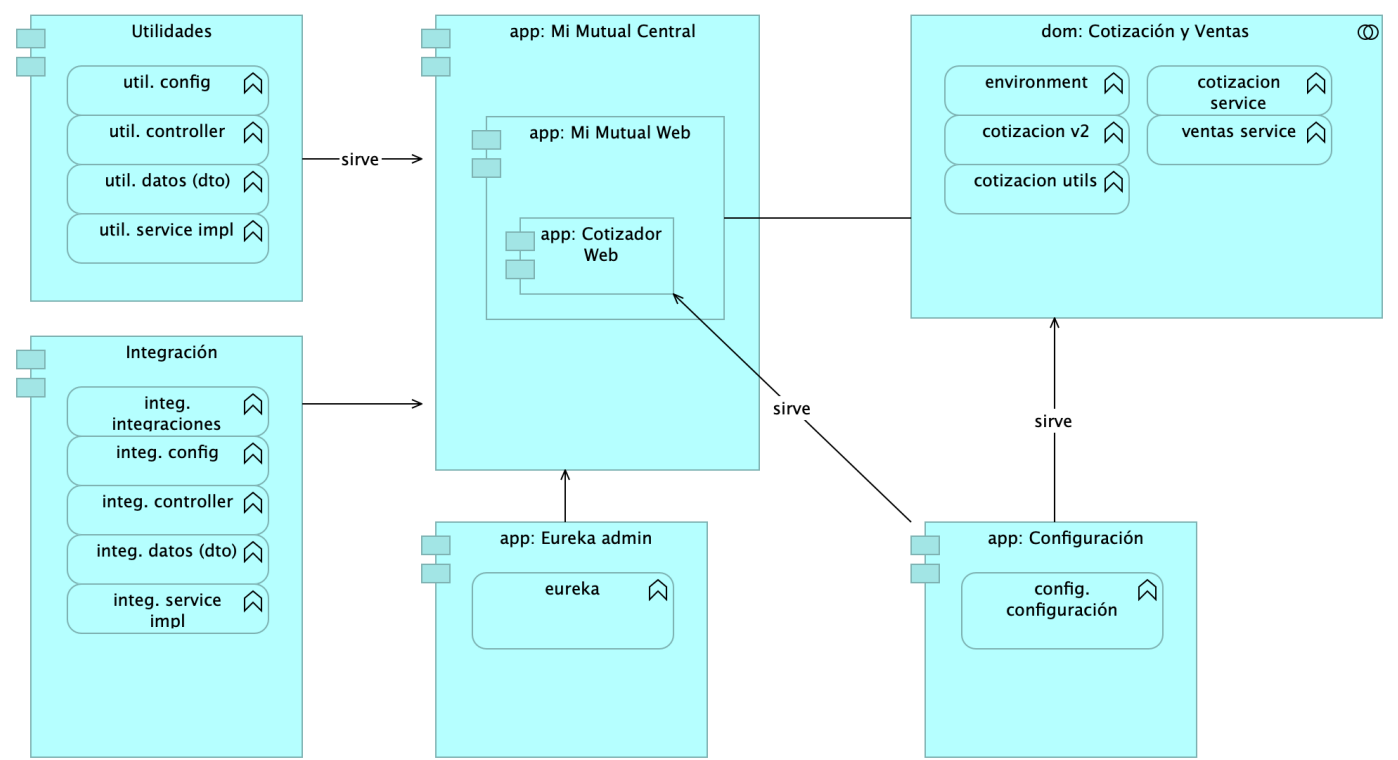 Utilidades
util. config
util. controller
util. datos (dto)
util. service impl
sirve
app: Mi Mutual Central
app: Mi Mutual Web
app: Cotizador
Web
dom: Cotización y Ventas
environment
cotizacion v2
cotizacion utils
cotizacion
service
ventas service
Integración
integ.
integraciones
integ. config
integ. controller
integ. datos (dto)
integ. service
impl
sirve
sirve
app: Eureka admin
eureka
app: Configuración
config.
configuración